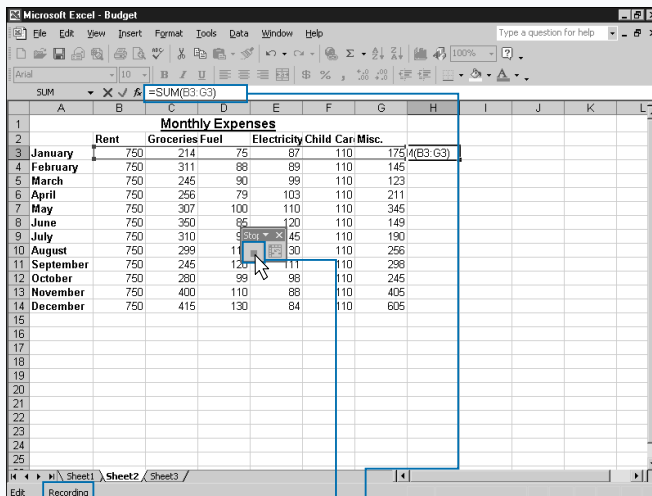 Microsoft Excel - Budget
File Edit View Insert Format Tools Data Window Help Type a question for help
Σ 100%
Arial 10 B I U $ % ,
SUM fx =SUM(B3:G3)
A B C D E F G H I J K L
1 Monthly Expenses
2 Rent Groceries Fuel Electricity Child Car Misc.
3 January 750 214 75 87 110 175 M(B3:G3)
4 February 750 311 88 89 110 145
5 March 750 245 90 99 110 123
6 April 750 256 79 103 110 211
7 May 750 307 100 110 110 345
8 June 750 350 85 120 110 149
9 July 750 310 45 110 190
10 August 750 299 30 110 256
11 September 750 245 120 111 110 298
12 October 750 280 99 98 110 245
13 November 750 400 110 88 110 405
14 December 750 415 130 84 110 605
15
16
17
18
19
20
21
22
23
24
25
Sheet1 Sheet2 Sheet3
Edit Recording